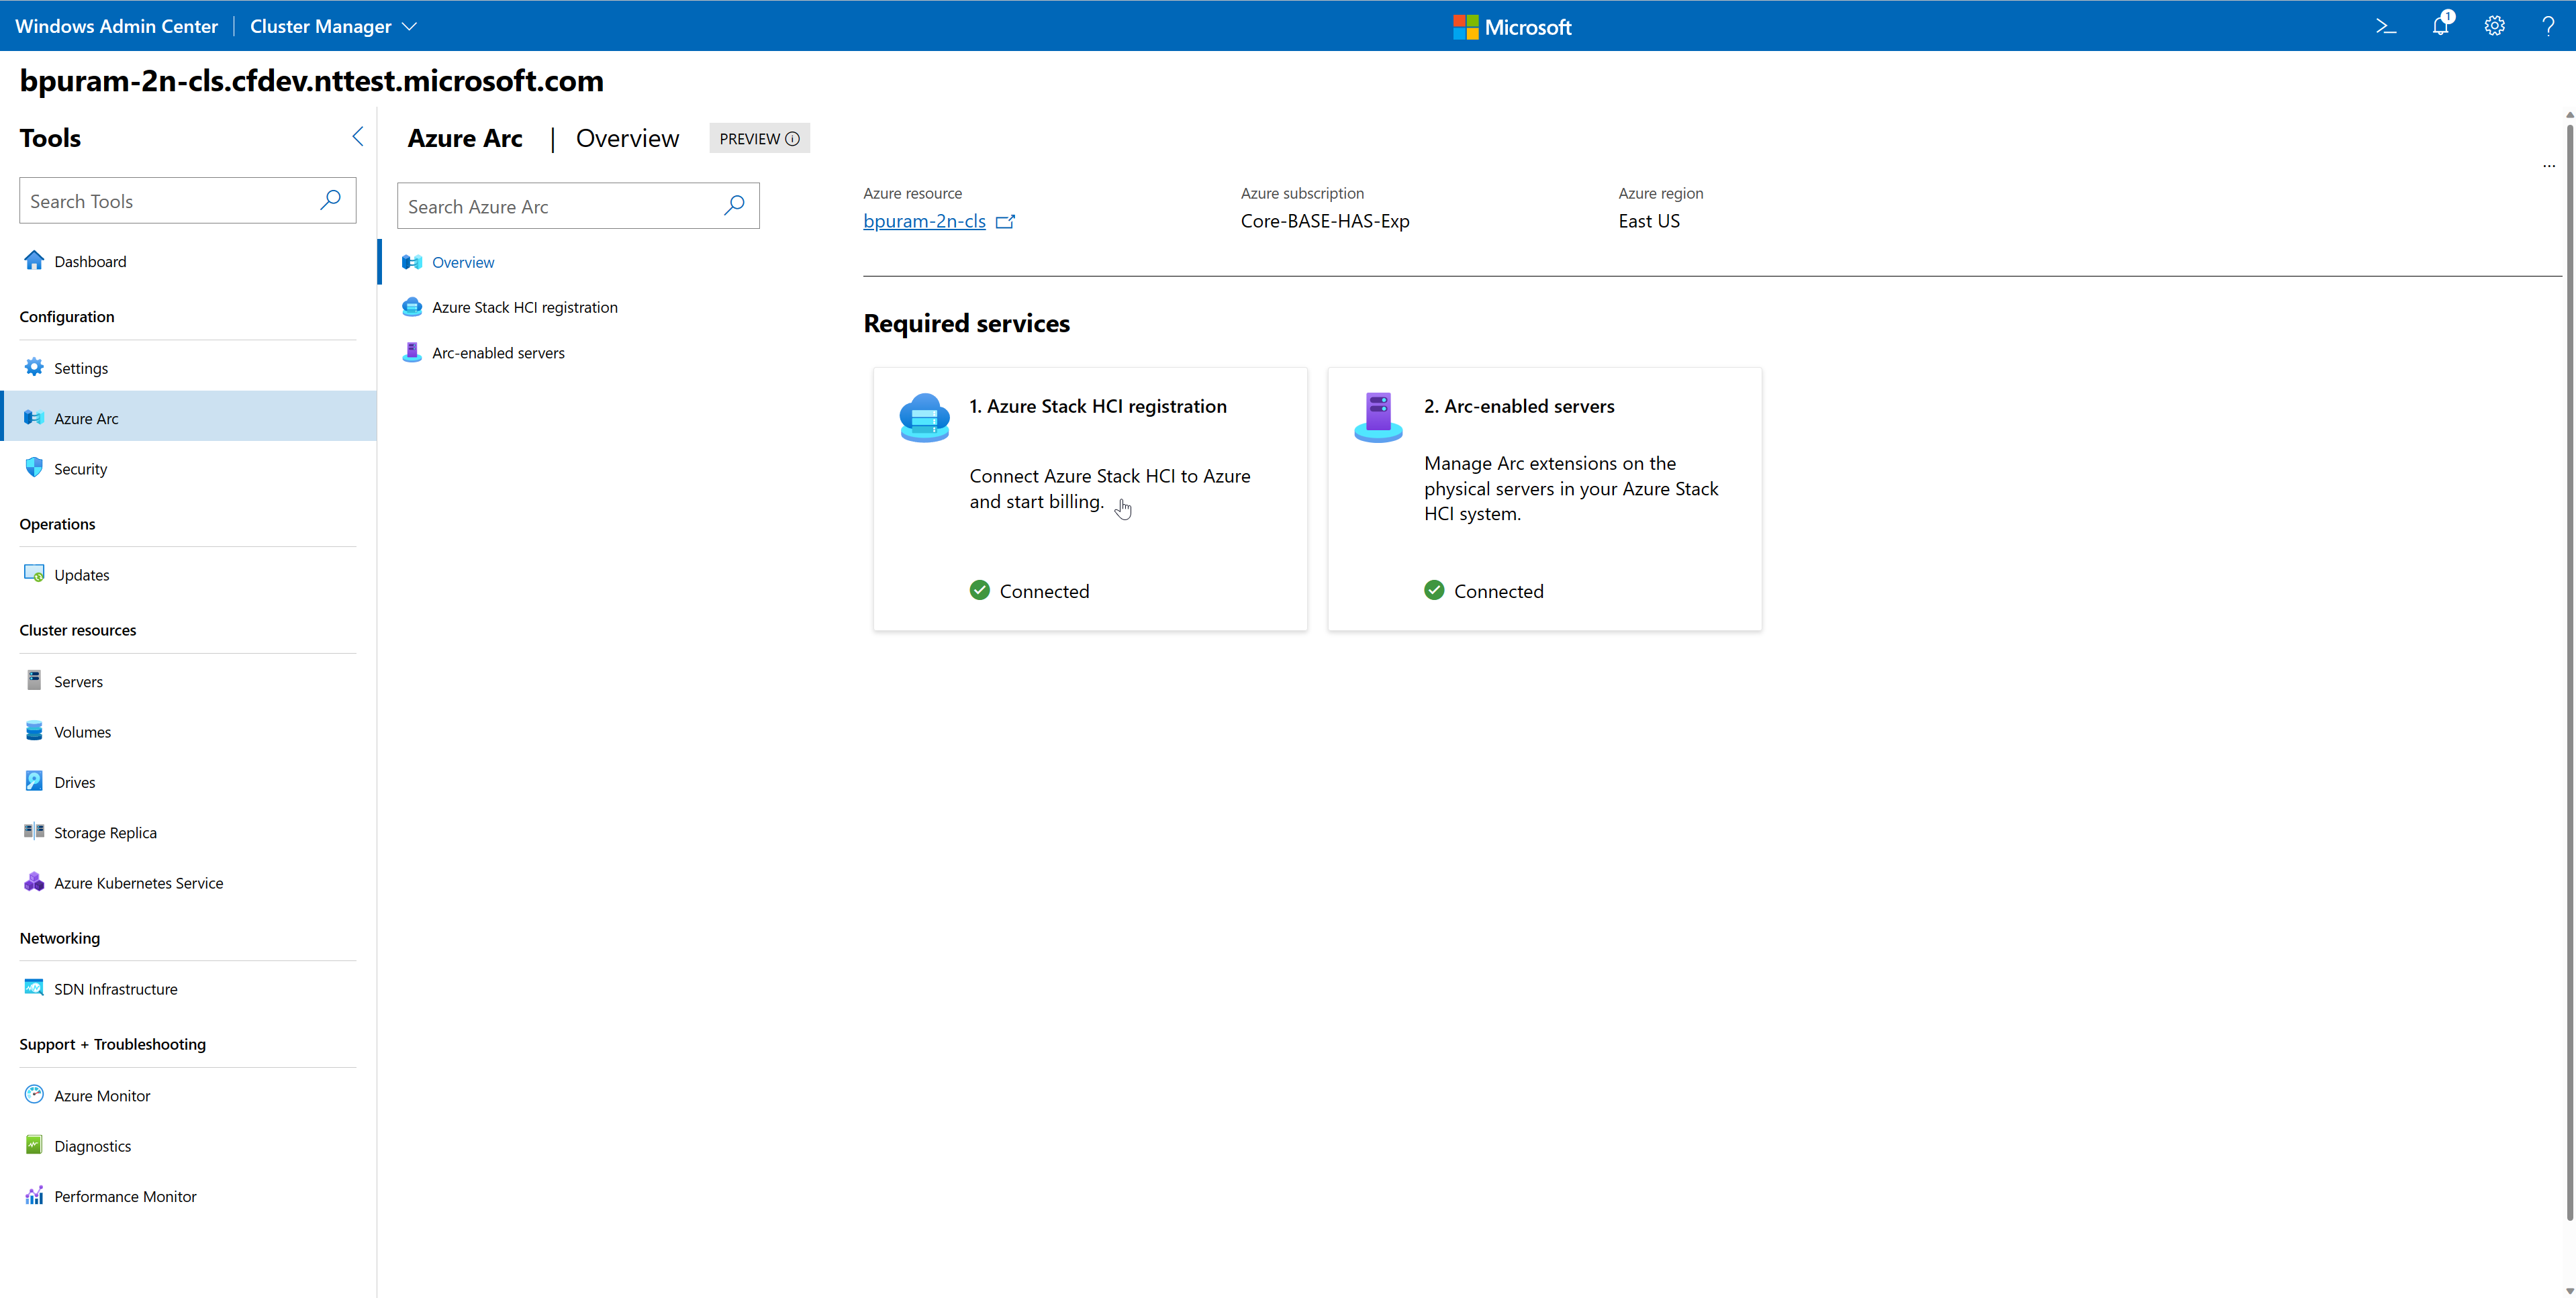 Windows Admin Center | Cluster Manager
Microsoft
1
bpuram-2n-cls.cfdev.nttest.microsoft.com
Tools
Search Tools
Dashboard
Configuration
Settings
Azure Arc
Security
Operations
Updates
Cluster resources
Servers
Volumes
Drives
Storage Replica
Azure Kubernetes Service
Networking
SDN Infrastructure
Support + Troubleshooting
Azure Monitor
Diagnostics
Performance Monitor
Azure Arc | Overview PREVIEW
Search Azure Arc
Overview
Azure Stack HCI registration
Arc-enabled servers
...
Azure resource
bpuram-2n-cls
Azure subscription
Core-BASE-HAS-Exp
Azure region
East US
Required services
1. Azure Stack HCI registration
Connect Azure Stack HCI to Azure
and start billing.
Connected
2. Arc-enabled servers
Manage Arc extensions on the
physical servers in your Azure Stack
HCI system.
Connected